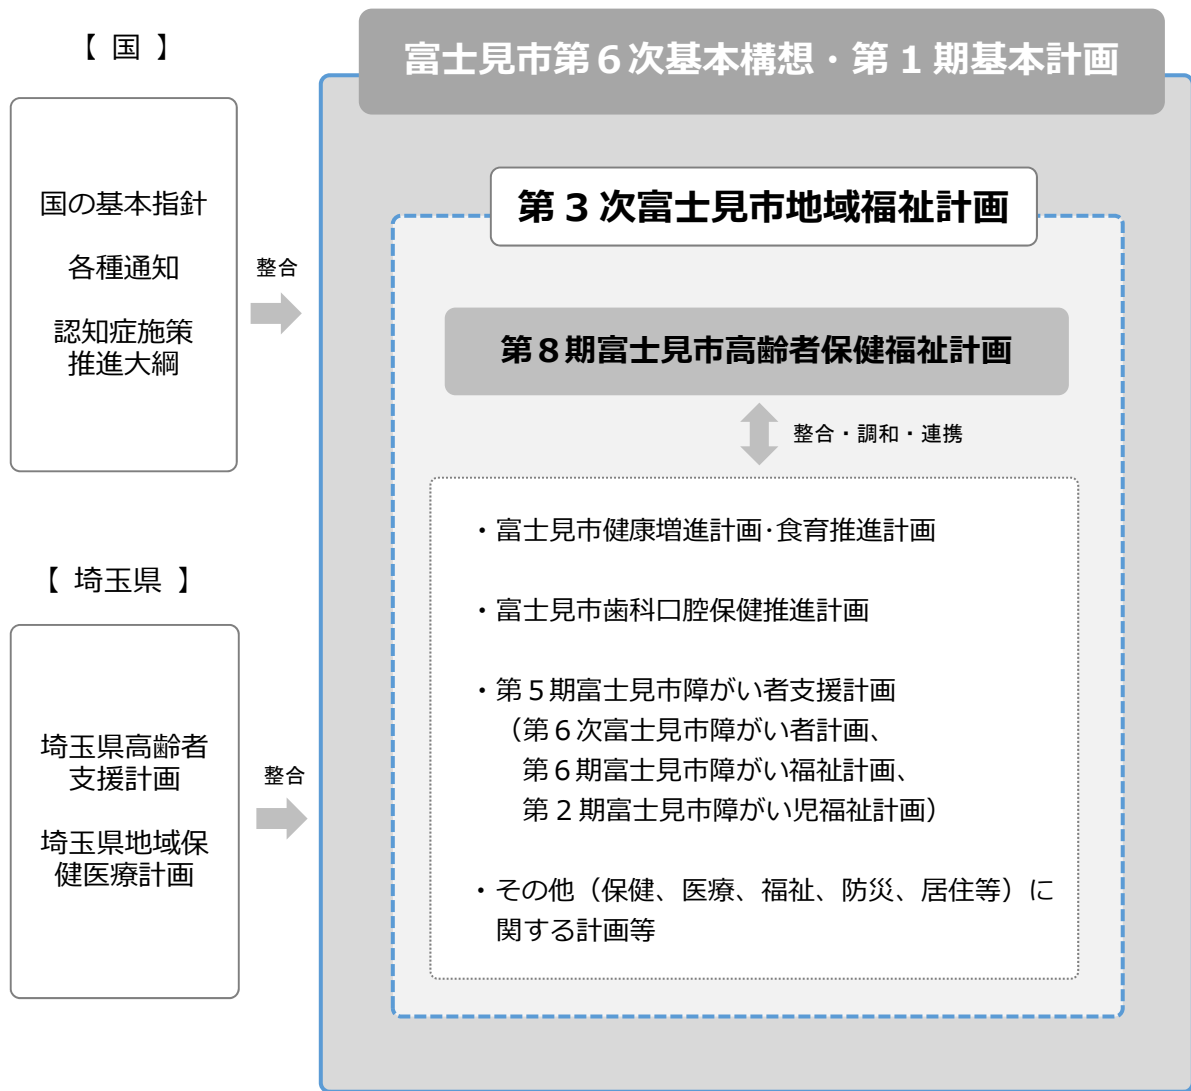 【 国 】
国の基本指針
各種通知
認知症施策
推進大綱
整合
【 埼玉県 】
埼玉県高齢者
支援計画
埼玉県地域保
健医療計画
整合
富士見市第６次基本構想・第１期基本計画
第３次富士見市地域福祉計画
第８期富士見市高齢者保健福祉計画
整合・調和・連携
・富士見市健康増進計画･食育推進計画
・富士見市歯科口腔保健推進計画
・第５期富士見市障がい者支援計画
（第６次富士見市障がい者計画、
第６期富士見市障がい福祉計画、
第２期富士見市障がい児福祉計画）
・その他（保健、医療、福祉、防災、居住等）に
関する計画等